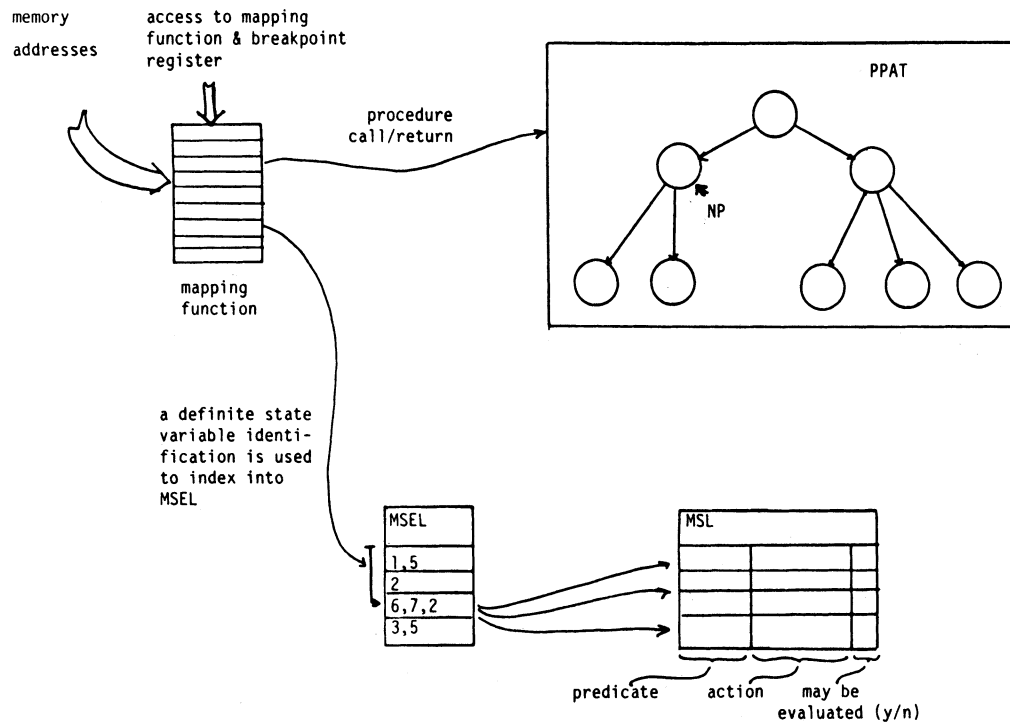 memory
addresses
access to mapping
function & breakpoint
register
procedure
call/return
PPAT
NP
mapping
function
a definite state
variable identi-
fication is used
to index into
MSEL
MSEL
1,5
2
6,7,2
3,5
MSL
predicate
action
may be
evaluated (y/n)